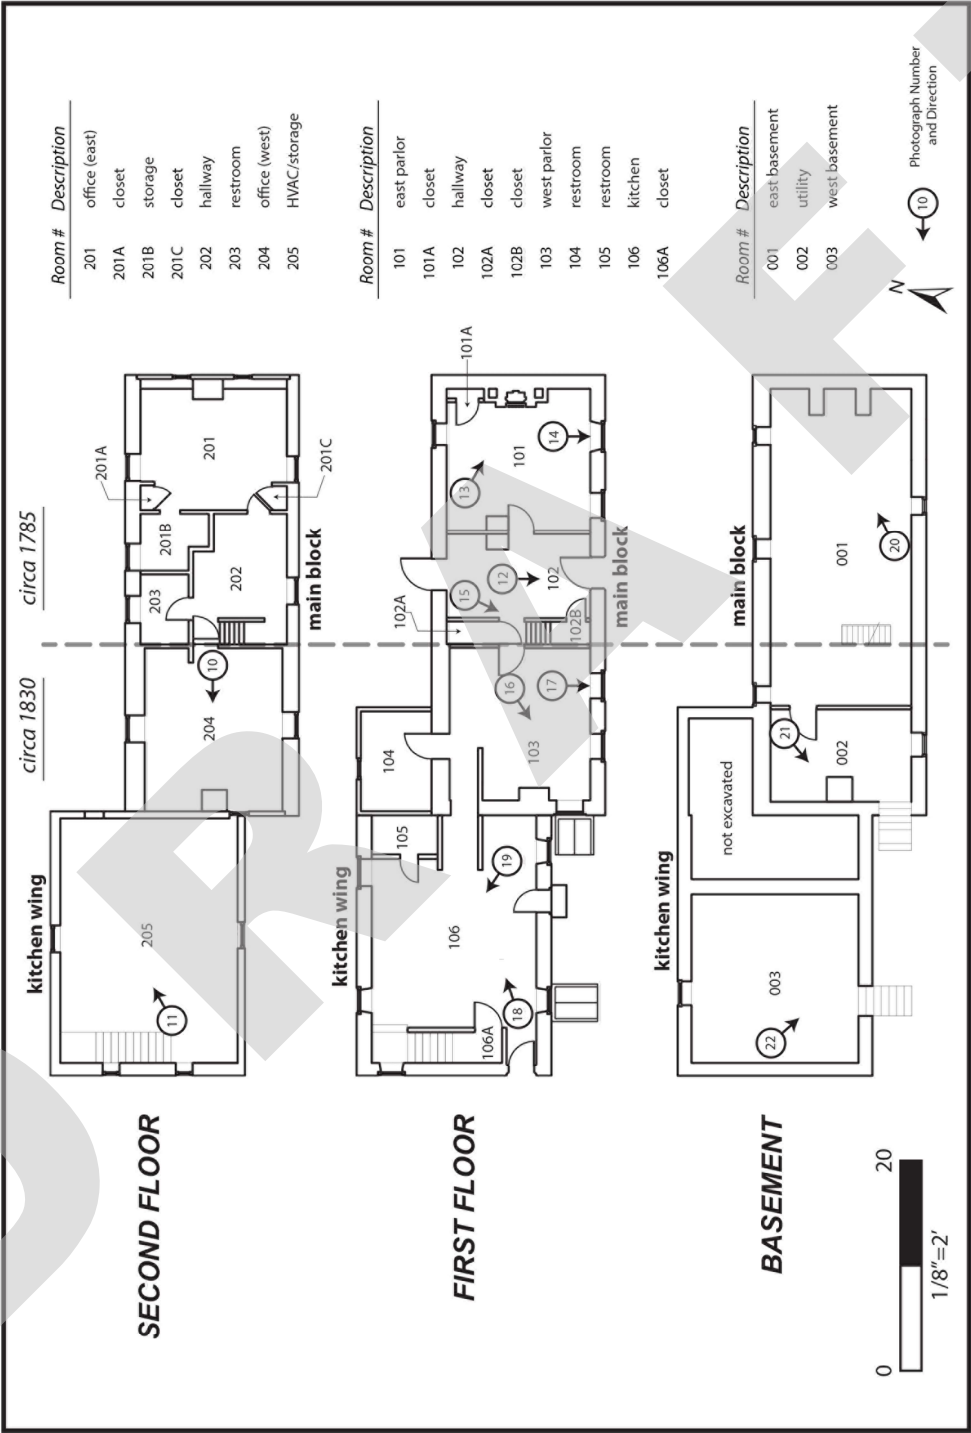 SECOND FLOOR
kitchen wing
205
11
circa 1830
circa 1785
204
10
203
201B
202
201A
201
201C
main block
Room # Description
201 office (east)
201A closet
201B storage
201C closet
202 hallway
203 restroom
204 office (west)
205 HVAC/storage
FIRST FLOOR
kitchen wing
106
106A
18
19
105
104
103
16
17
102A
15
12
102
102B
13
14
101
101A
main block
Room # Description
101 east parlor
101A closet
102 hallway
102A closet
102B closet
103 west parlor
104 restroom
105 restroom
106 kitchen
106A closet
BASEMENT
kitchen wing
003
22
not excavated
21
002
main block
001
20
Room # Description
001 east basement
002 utility
003 west basement
0 20
1/8"=2'
N
10
Photograph Number
and Direction
DRAFT